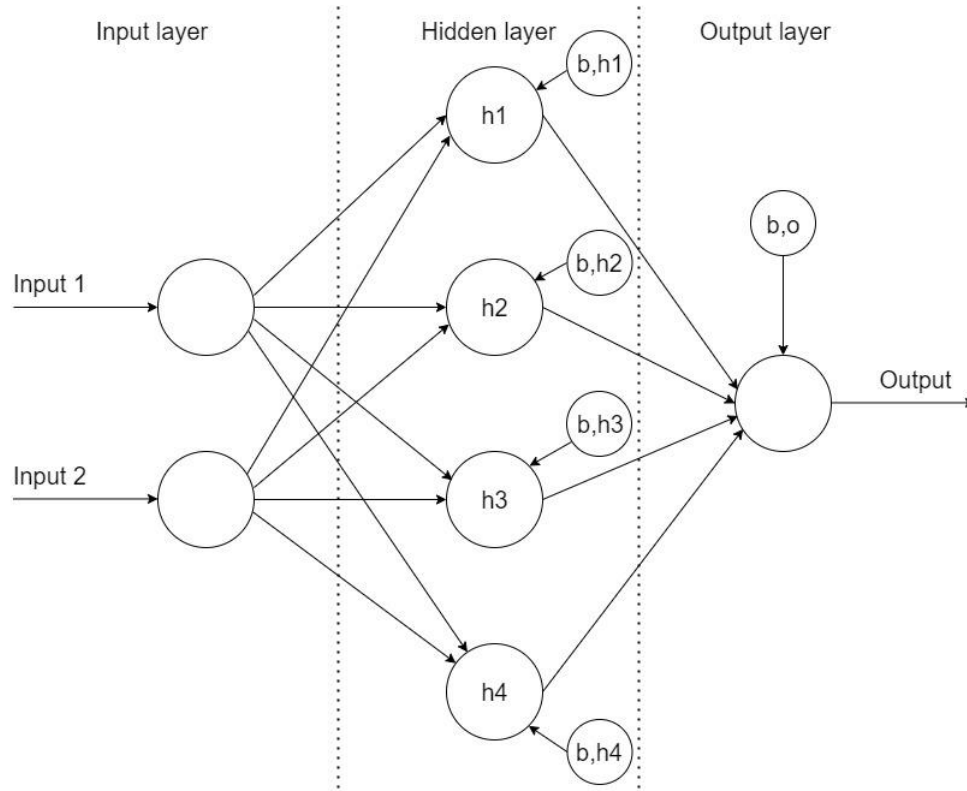 Input layer
Hidden layer
Output layer
b,h1
h1
b,o
b,h2
Input 1
h2
Output
b,h3
Input 2
h3
h4
b,h4